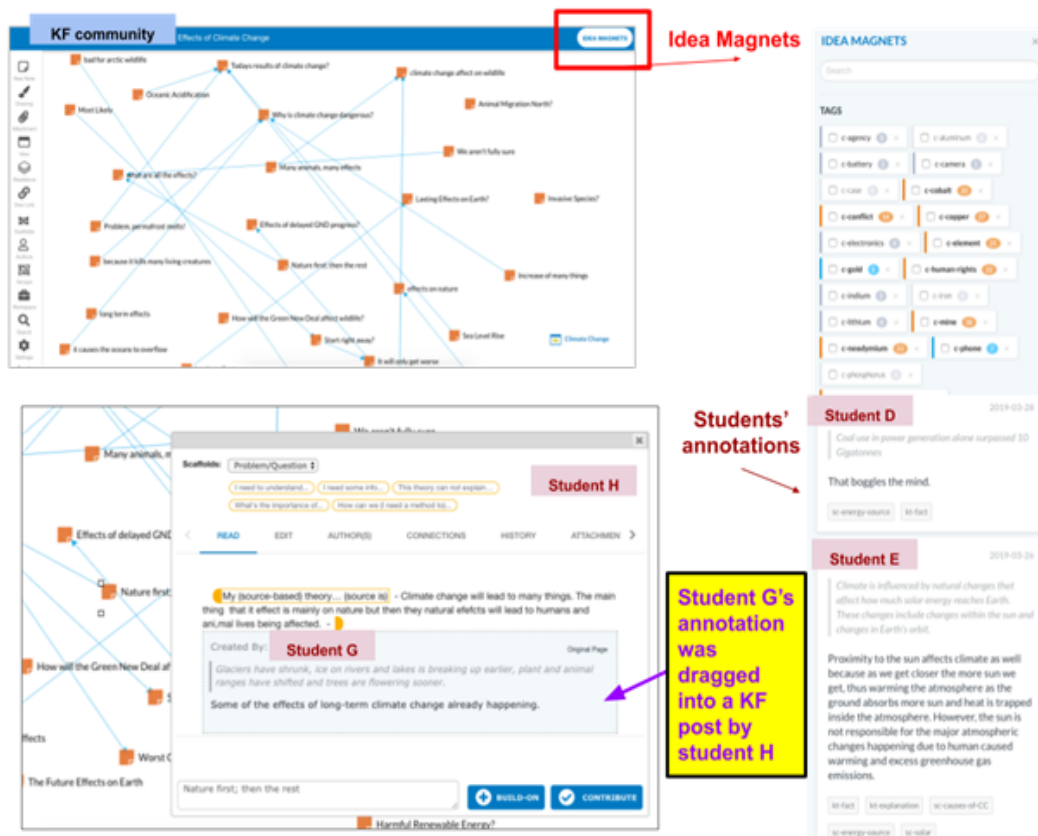 KF community
Effects of Climate Change
IDEA MAGNETS
Idea Magnets
bad for arctic wildlife
Todays results of climate change?
climate change affect on wildlife
Oceanic Acidification
Most Likely
Animal Migration North?
Why is climate change dangerous?
We aren't fully sure
Many animals, many effects
what are all the effects?
Lasting Effects on Earth?
Invasive Species?
Problem, permafrost melts!
Effects of delayed GND progress?
because it kills many living creatures
Nature first; then the rest
Increase of many things
effects on nature
long term effects
How will the Green New Deal affect wildlife?
Start right away?
Sea Level Rise
Climate Change
it causes the oceans to overflow
It will only get worse
Drawing
Attachment
View
Scaffolds
Authors
Groups
Workspace
Search
Settings
IDEA MAGNETS
×
Search
TAGS
c-agency
c-aluminum
c-battery
c-camera
c-case
c-cobalt
c-conflict
c-copper
c-electronics
c-element
c-gold
c-human-rights
c-indium
c-iron
c-lithium
c-mine
c-neodymium
c-phone
c-phosphorus
Students'
annotations
Student D
2019-03-28
Coal use in power generation alone surpassed 10
Gigatonnes
That boggles the mind.
sc-energy-source
kt-fact
Student E
2019-03-26
Climate is influenced by natural changes that
affect how much solar energy reaches Earth.
These changes include changes within the sun and
changes in Earth's orbit.
Proximity to the sun affects climate as well
because as we get closer the more sun we
get, thus warming the atmosphere as the
ground absorbs more sun and heat is trapped
inside the atmosphere. However, the sun is
not responsible for the major atmospheric
changes happening due to human caused
warming and excess greenhouse gas
emissions.
kt-fact
kt-explanation
sc-causes-of-CC
sc-energy-source
sc-solar
We aren't fully sure
Many animals, m
Effects of delayed GND
Nature first;
How will the Green New Deal af
S
ffects
Worst C
The Future Effects on Earth
Harmful Renewable Energy?
Scaffolds:
Problem/Question
I need to understand...
I need some info...
This theory can not explain...
What's the importance of...
How can we (I need a method to)...
Student H
READ
EDIT
AUTHOR(S)
CONNECTIONS
HISTORY
ATTACHMEN
My (source-based) theory... (source is) - Climate change will lead to many things. The main
thing that it effect is mainly on nature but then they natural efefcts will lead to humans and
ani,mal lives being affected. -
Created By:
Student G
Original Page
Glaciers have shrunk, ice on rivers and lakes is breaking up earlier, plant and animal
ranges have shifted and trees are flowering sooner.
Some of the effects of long-term climate change already happening.
Nature first; then the rest
BUILD-ON
CONTRIBUTE
Student G's
annotation
was
dragged
into a KF
post by
student H